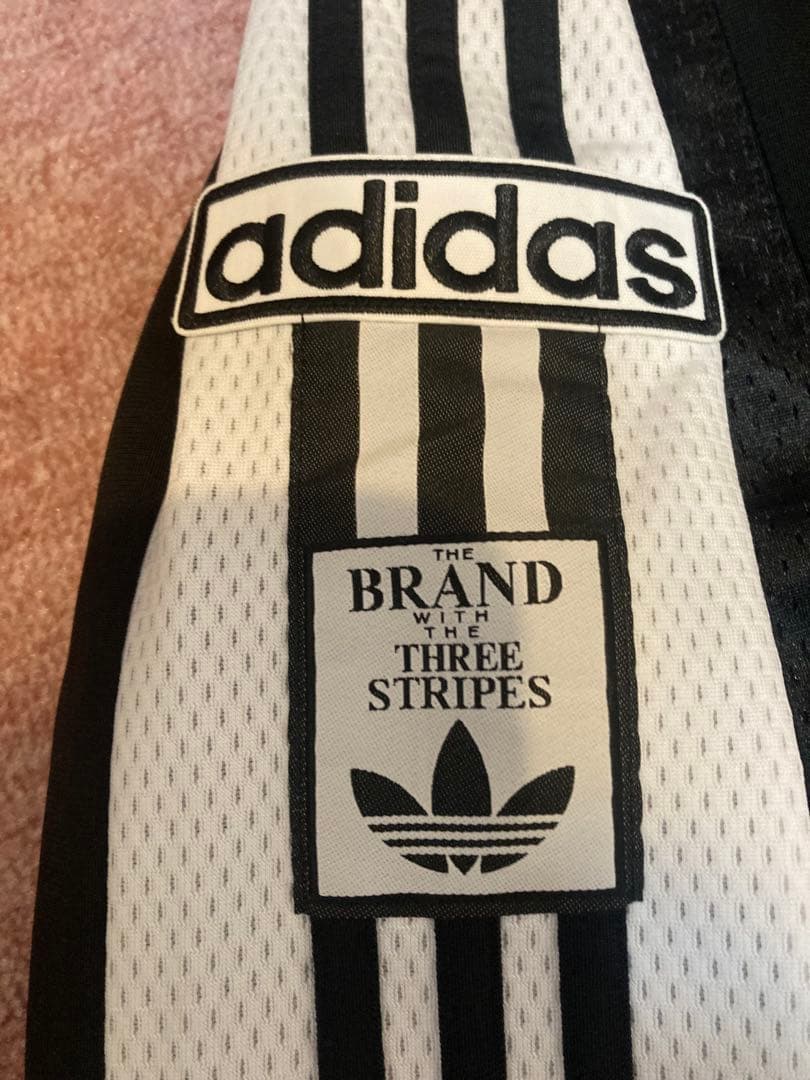 adidas
THE
BRAND
WITH
THE
THREE
STRIPES